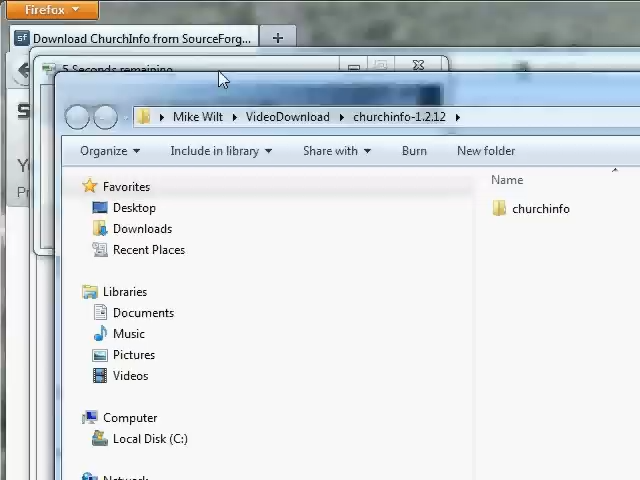 Firefox
sf Download ChurchInfo from SourceForg... +
5 Seconds remaining
Mike Wilt VideoDownload churchinfo-1.2.12
Organize Include in library Share with Burn New folder
Favorites
Name
Desktop
churchinfo
Downloads
Recent Places
Libraries
Documents
Music
Pictures
Videos
Computer
Local Disk (C:)
Network